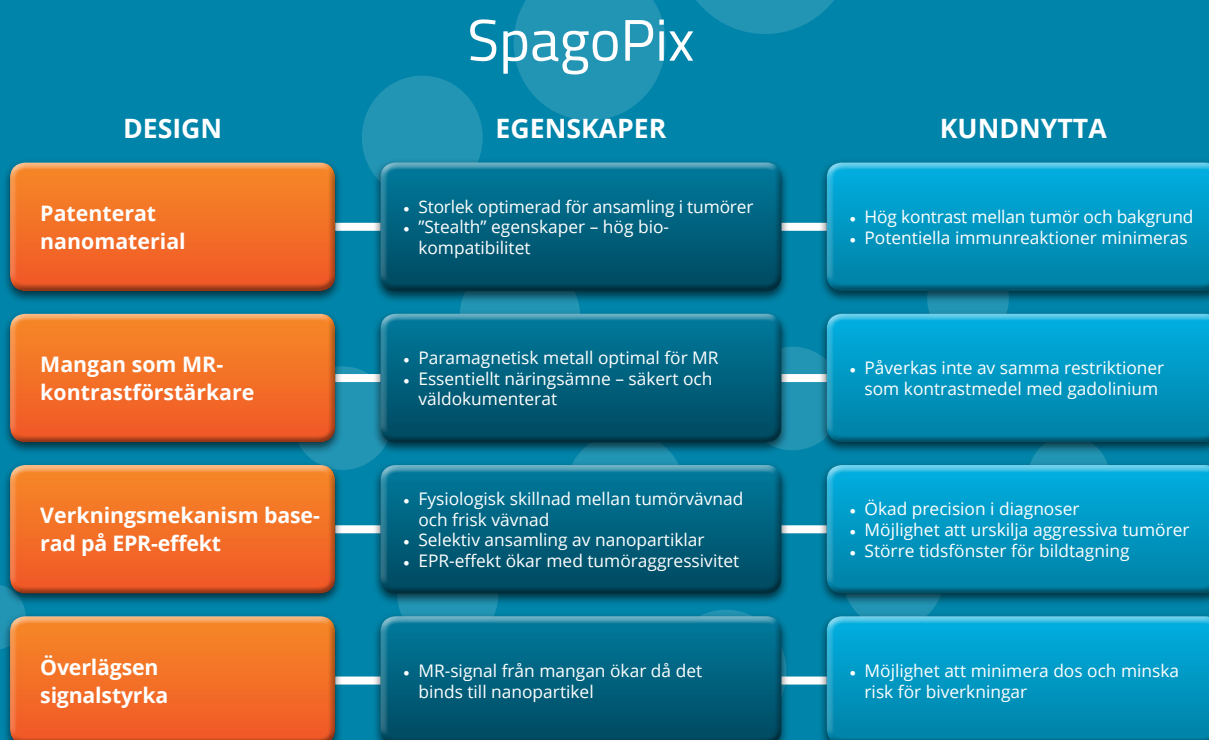 SpagoPix
DESIGN
EGENSKAPER
KUNDNYTTA
Patenterat
nanomaterial
• Storlek optimerad för ansamling i tumörer
• ”Stealth” egenskaper – hög bio-
kompatibilitet
• Hög kontrast mellan tumör och bakgrund
• Potentiella immunreaktioner minimeras
Mangan som MR-
kontrastförstärkare
• Paramagnetisk metall optimal för MR
• Essentiellt näringsämne – säkert och
väldokumenterat
• Påverkas inte av samma restriktioner
som kontrastmedel med gadolinium
Verkningsmekanism base-
rad på EPR-effekt
• Fysiologisk skillnad mellan tumörvävnad
och frisk vävnad
• Selektiv ansamling av nanopartiklar
• EPR-effekt ökar med tumöraggressivitet
• Ökad precision i diagnoser
• Möjlighet att urskilja aggressiva tumörer
• Större tidsfönster för bildtagning
Överlägsen
signalstyrka
• MR-signal från mangan ökar då det
binds till nanopartikel
• Möjlighet att minimera dos och minska
risk för biverkningar